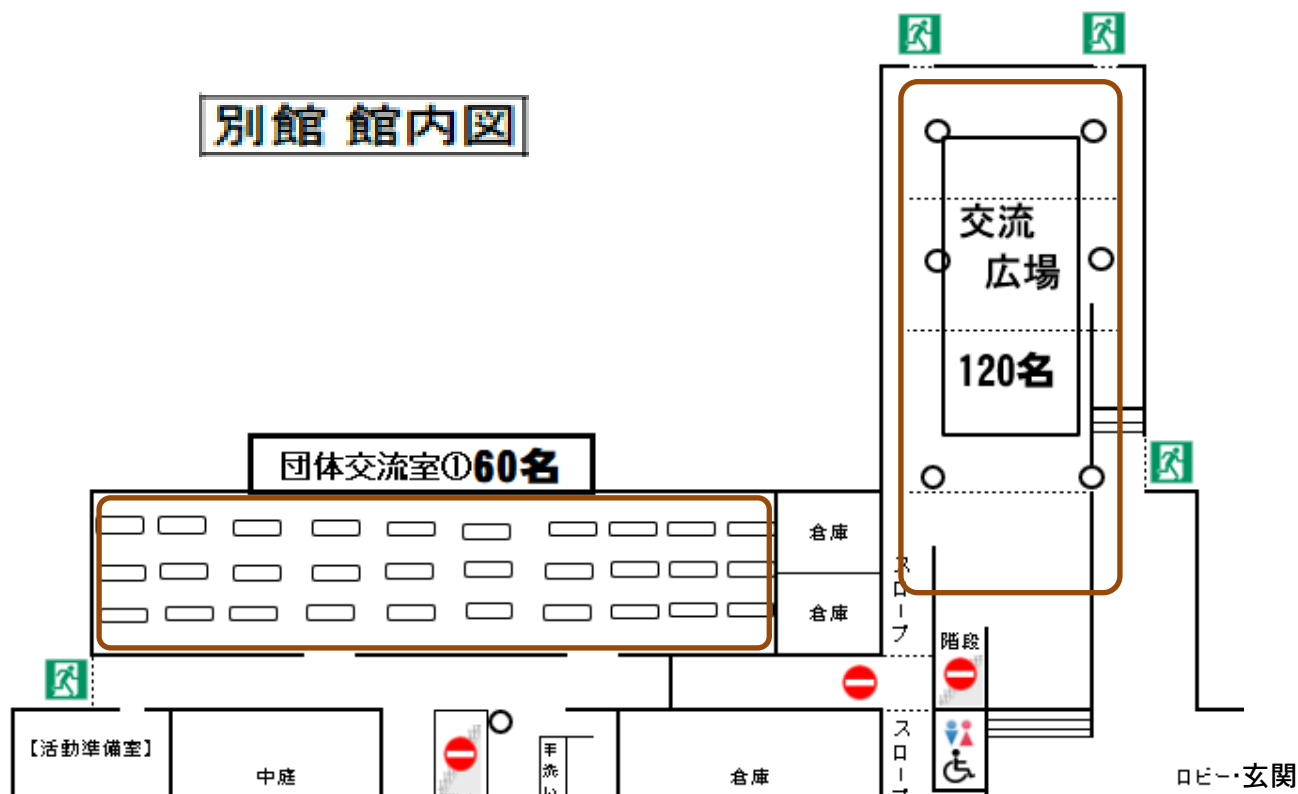 別館 館内図
交流
広場
120名
団体交流室①60名
倉庫
倉庫
スロープ
階段
【活動準備室】
中庭
手洗い
倉庫
スロープ
ロビー・玄関